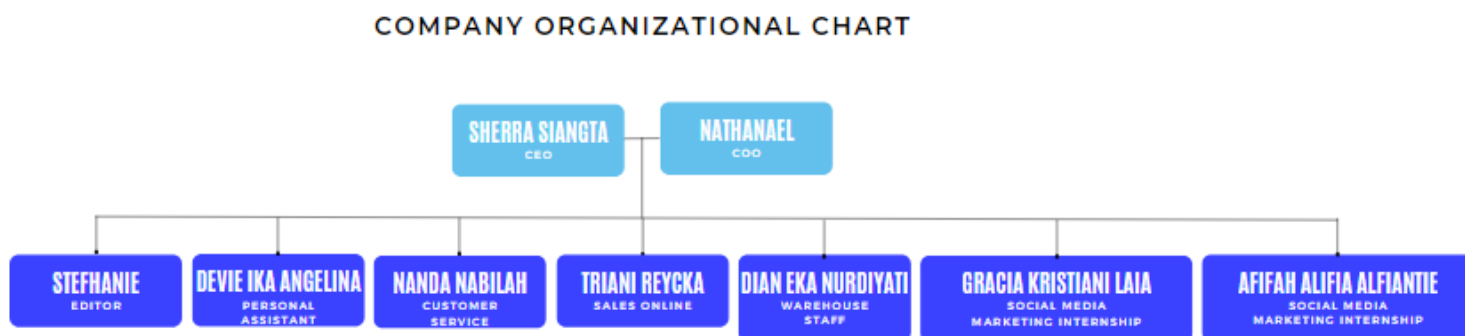 COMPANY ORGANIZATIONAL CHART
SHERRA SIANGTA
CEO
NATHANAEL
COO
STEFHANIE
EDITOR
DEVIE IKA ANGELINA
PERSONAL
ASSISTANT
NANDA NABILAH
CUSTOMER
SERVICE
TRIANI REYCKA
SALES ONLINE
DIAN EKA NURDIYATI
WAREHOUSE
STAFF
GRACIA KRISTIANI LAIA
SOCIAL MEDIA
MARKETING INTERNSHIP
AFIFAH ALIFIA ALFIANTIE
SOCIAL MEDIA
MARKETING INTERNSHIP